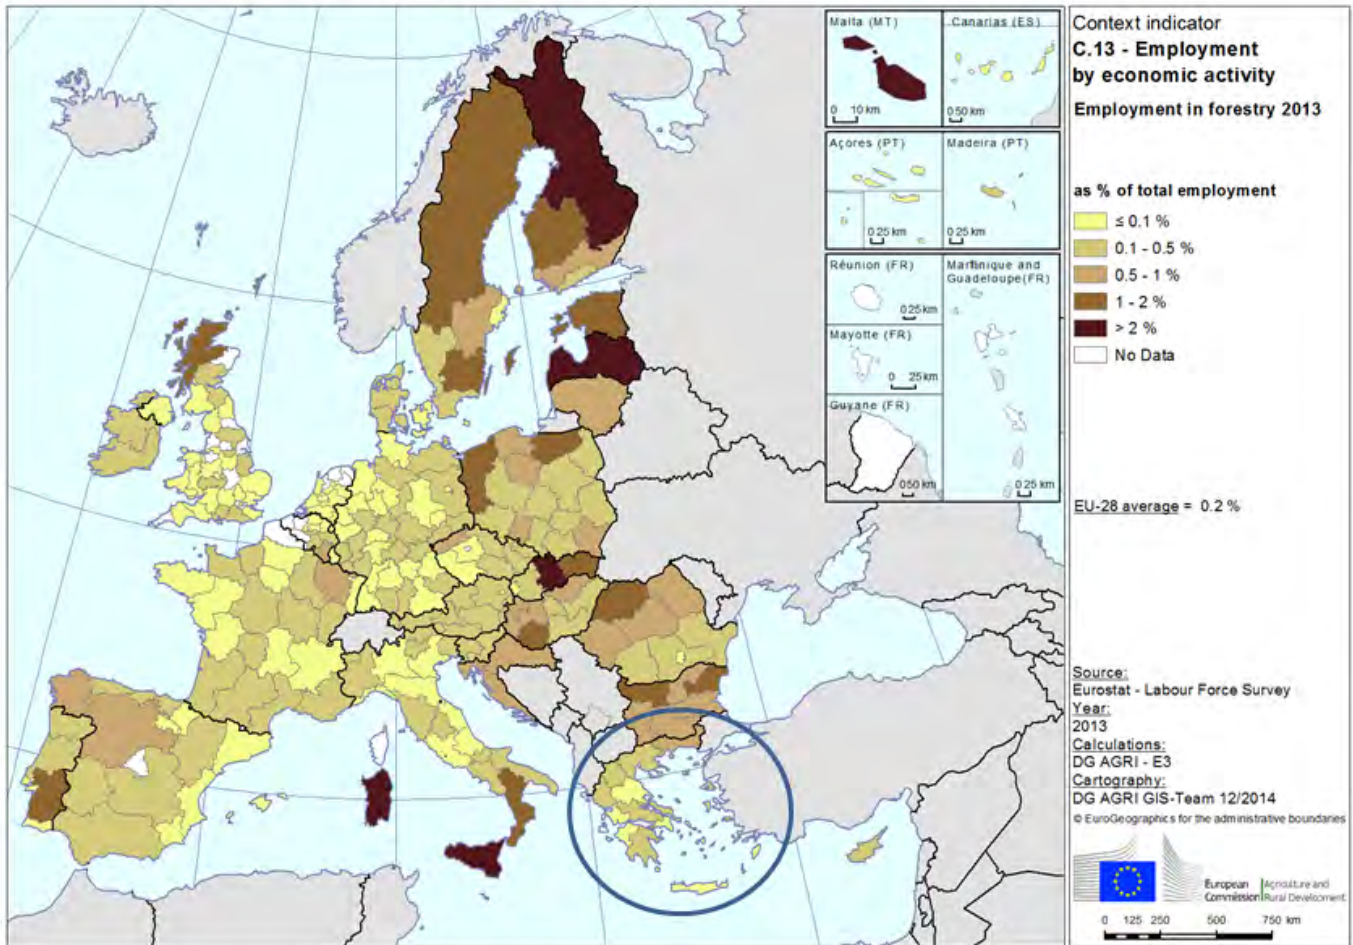 Malta (MT)
0 10 km
Canarias (ES)
0 50 km
Açores (PT)
0 25 km
Madeira (PT)
0 25 km
Réunion (FR)
0 25 km
Martinique and
Guadeloupe(FR)
0 25 km
Mayotte (FR)
0 25 km
Guyane (FR)
0 50 km
Context indicator
C.13 - Employment
by economic activity
Employment in forestry 2013
as % of total employment
≤ 0.1 %
0.1 - 0.5 %
0.5 - 1 %
1 - 2 %
> 2 %
No Data
EU-28 average = 0.2 %
Source:
Eurostat - Labour Force Survey
Year:
2013
Calculations:
DG AGRI - E3
Cartography:
DG AGRI GIS-Team 12/2014
© EuroGeographics for the administrative boundaries
European
Commission
Agriculture and
Rural Development
0 125 250 500 750 km